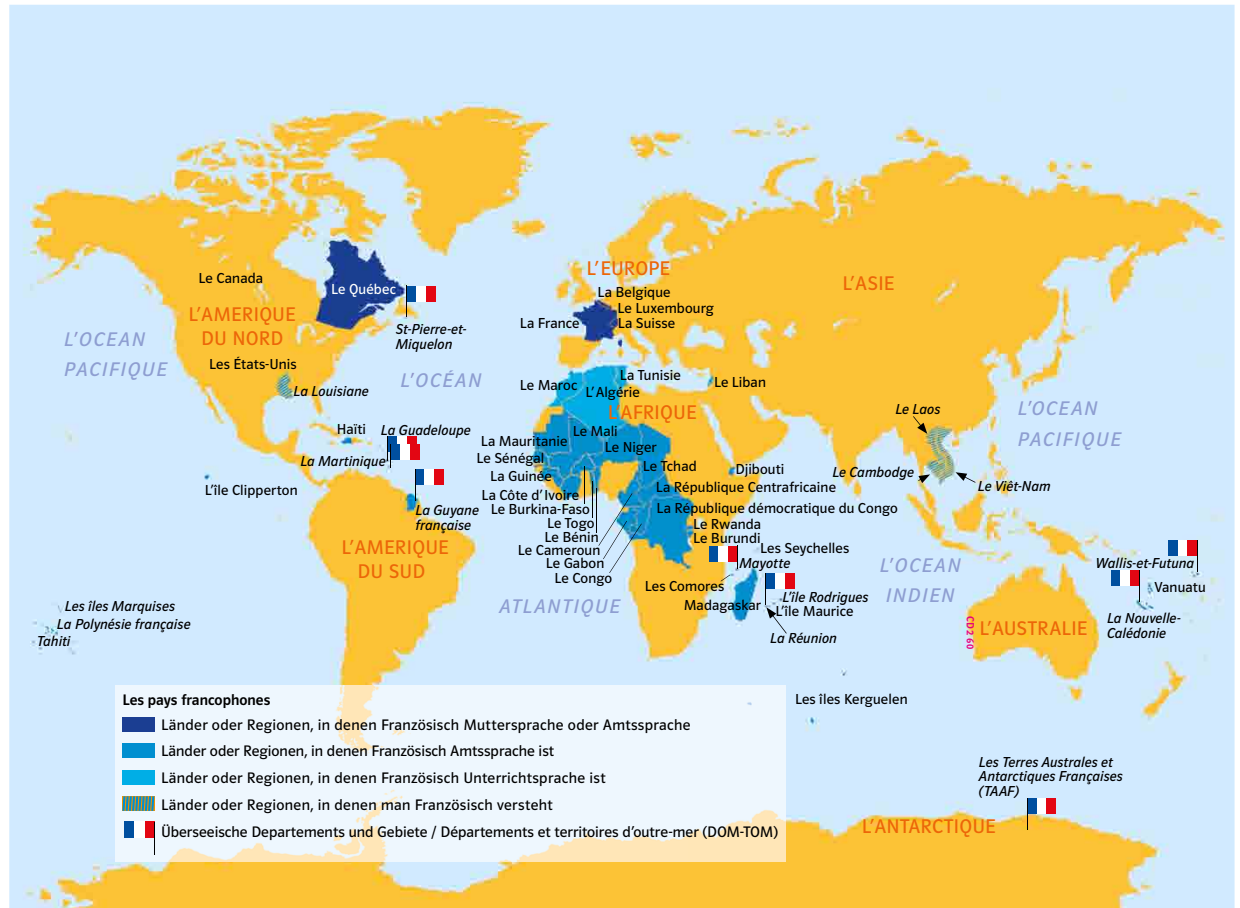 L'EUROPE
L'ASIE
Le Canada
Le Québec
La Belgique
Le Luxembourg
La France
La Suisse
L'AMERIQUE
DU NORD
St-Pierre-et-
Miquelon
L'OCEAN
PACIFIQUE
Les États-Unis
La Louisiane
L'OCÉAN
Le Maroc
La Tunisie
L'Algérie
Le Liban
L'AFRIQUE
Le Laos
L'OCEAN
PACIFIQUE
Haïti
La Guadeloupe
La Martinique
Le Mali
La Mauritanie
Le Niger
Le Sénégal
Le Tchad
Djibouti
La Guinée
La République Centrafricaine
Le Cambodge
Le Viêt-Nam
L'île Clipperton
La Côte d'Ivoire
Le Burkina-Faso
La République démocratique du Congo
La Guyane
française
Le Togo
Le Rwanda
Le Bénin
Le Burundi
Le Cameroun
Le Gabon
Le Congo
L'AMERIQUE
DU SUD
Les Seychelles
Mayotte
Les Comores
L'OCEAN
INDIEN
Wallis-et-Futuna
Vanuatu
ATLANTIQUE
Madagaskar
L'île Rodrigues
L'île Maurice
La Réunion
La Nouvelle-
Calédonie
Les îles Marquises
La Polynésie française
Tahiti
CD2 60
L'AUSTRALIE
Les îles Kerguelen
Les pays francophones
Länder oder Regionen, in denen Französisch Muttersprache oder Amtssprache
Länder oder Regionen, in denen Französisch Amtssprache ist
Länder oder Regionen, in denen Französisch Unterrichtsprache ist
Länder oder Regionen, in denen man Französisch versteht
Überseeische Departements und Gebiete / Départements et territoires d'outre-mer (DOM-TOM)
Les Terres Australes et
Antarctiques Françaises
(TAAF)
L'ANTARCTIQUE